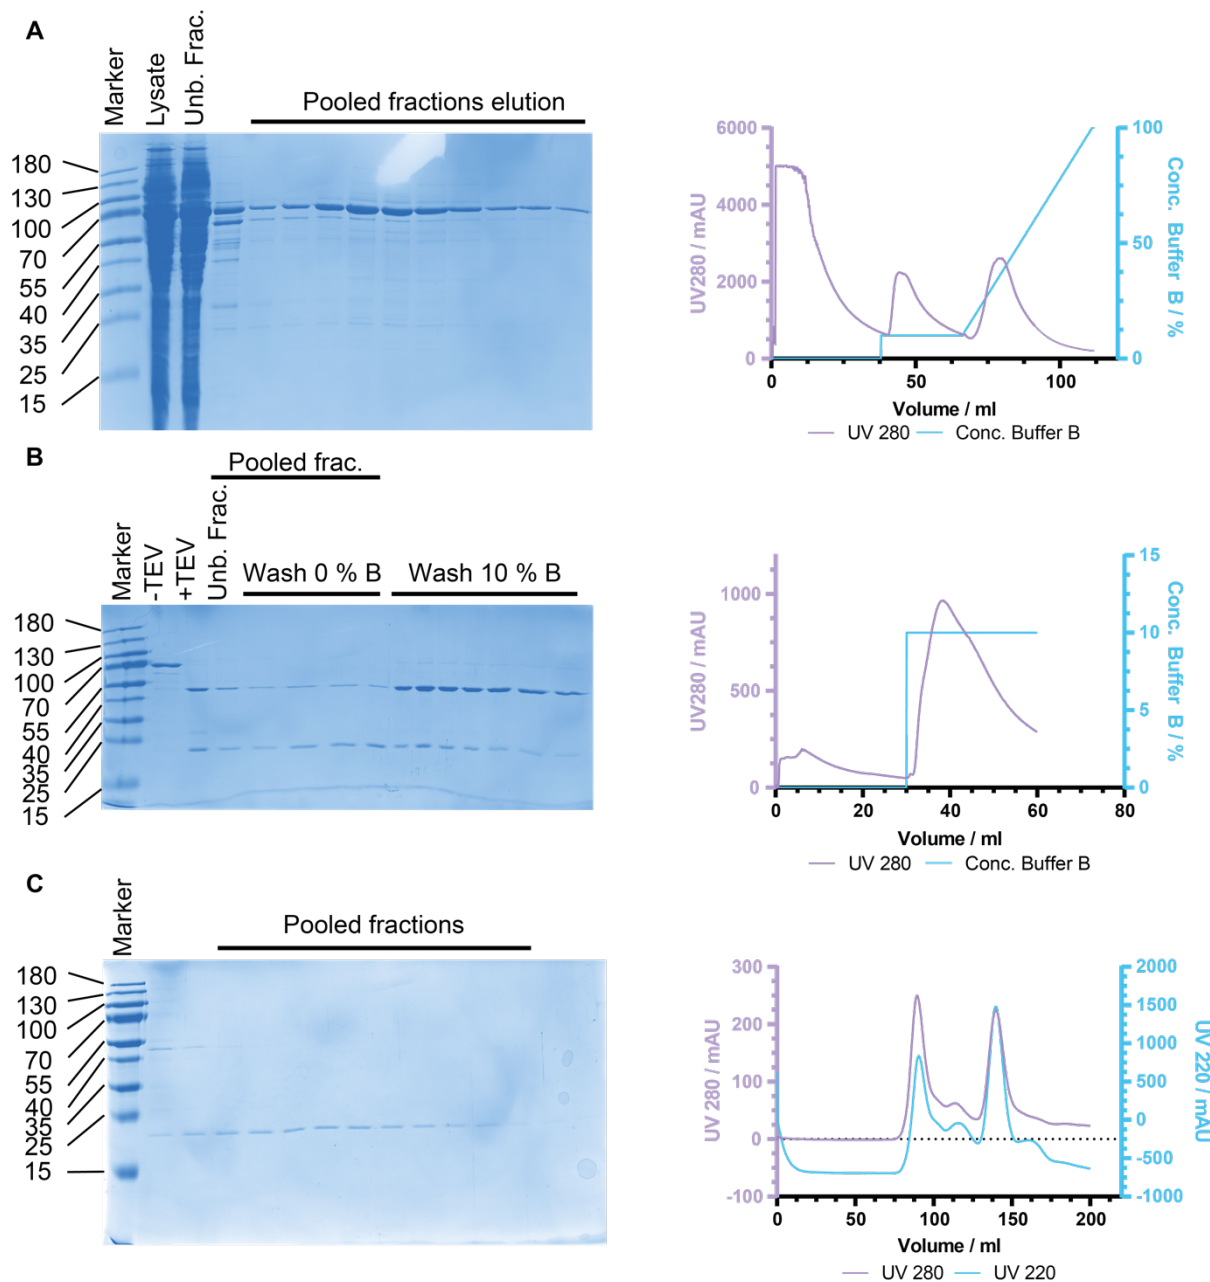 A
Marker
Lysate
Unb. Frac.
Pooled fractions elution
180
130
100
70
55
40
35
25
15
6000
4000
2000
0
UV280 / mAU
100
50
0
Conc. Buffer B / %
0
50
100
Volume / ml
UV 280
Conc. Buffer B
B
Pooled frac.
Marker
-TEV
+TEV
Unb. Frac.
Wash 0 % B
Wash 10 % B
180
130
100
70
55
40
35
25
15
1000
500
0
UV280 / mAU
15
10
5
0
Conc. Buffer B / %
0
20
40
60
80
Volume / ml
UV 280
Conc. Buffer B
C
Marker
Pooled fractions
180
130
100
70
55
40
35
25
15
300
200
100
0
-100
UV 280 / mAU
2000
1500
1000
500
0
-500
-1000
UV 220 / mAU
0
50
100
150
200
Volume / ml
UV 280
UV 220